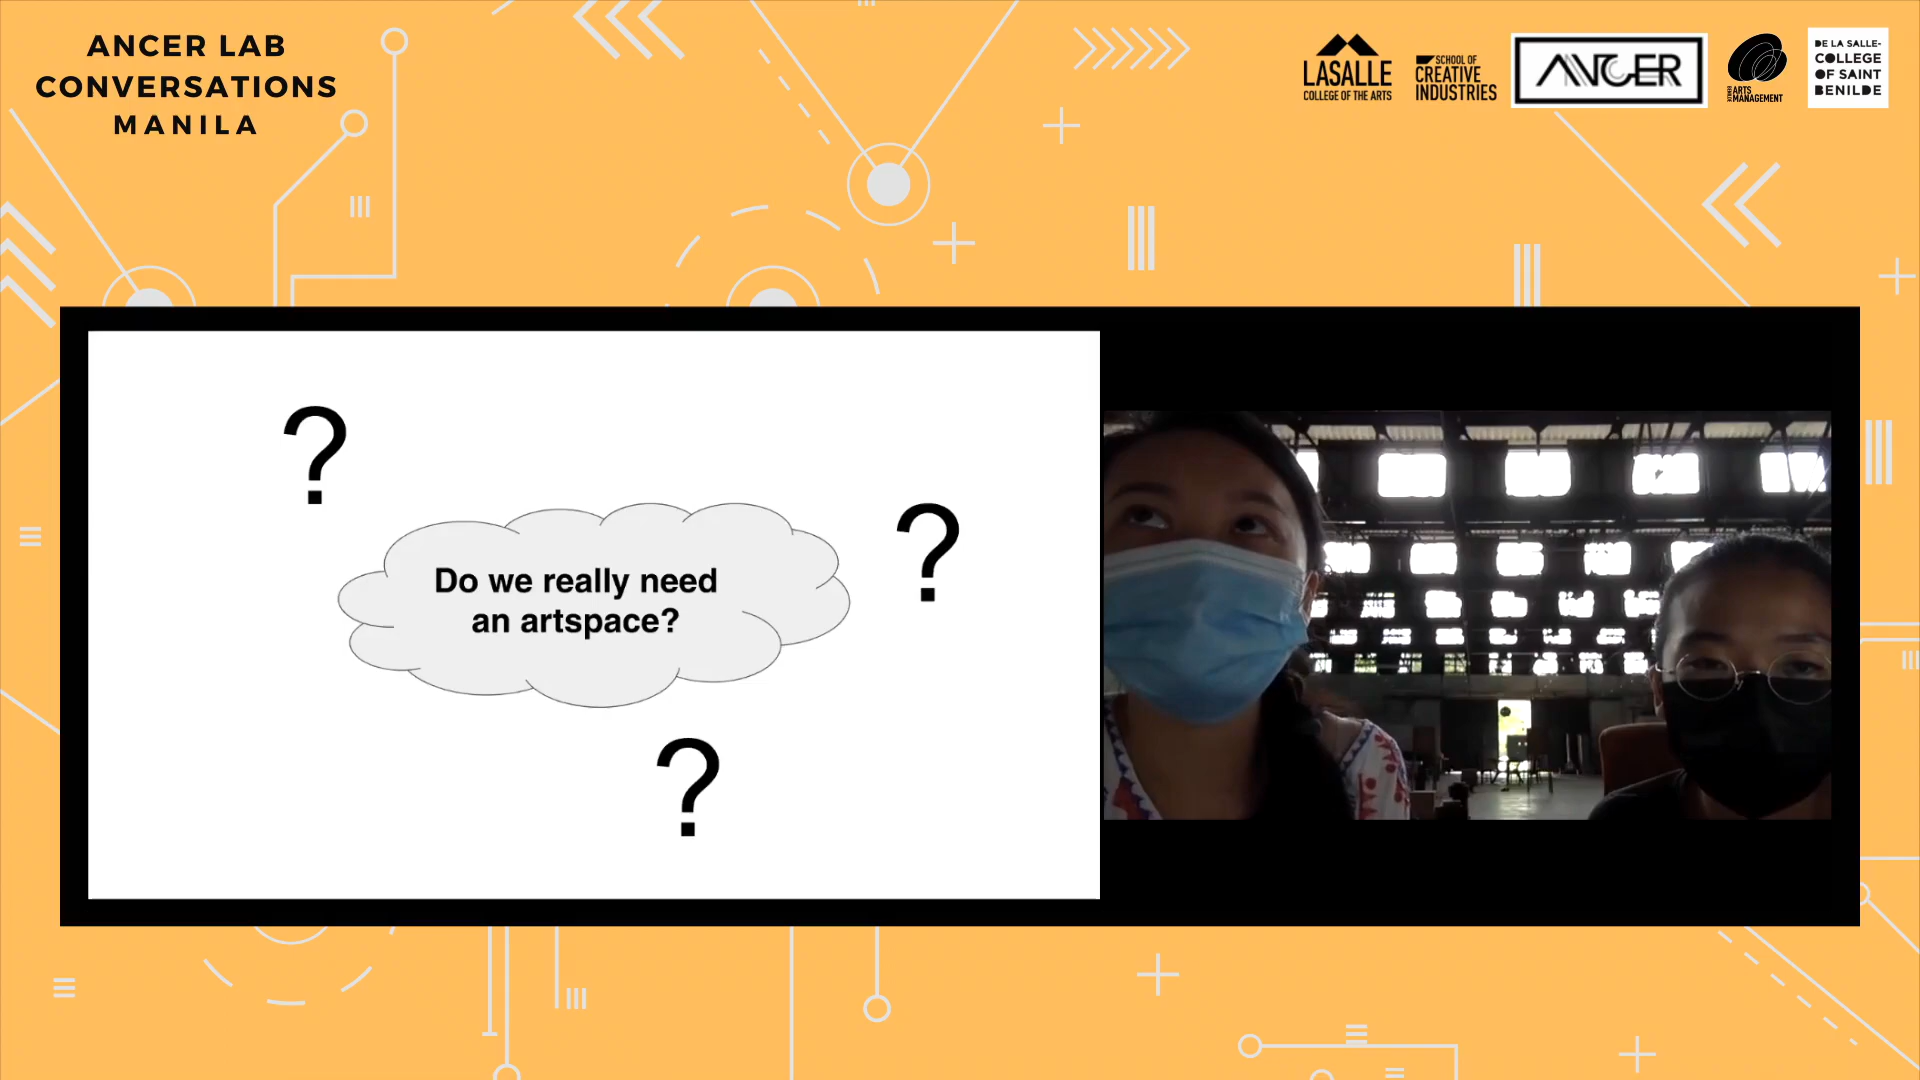 ANCER LAB
CONVERSATIONS
MANILA
LASALLE
COLLEGE OF THE ARTS
SCHOOL OF
CREATIVE
INDUSTRIES
ANCER
ARTS
MANAGEMENT
DE LA SALLE-
COLLEGE
OF SAINT
BENILDE
?
?
Do we really need
an artspace?
?